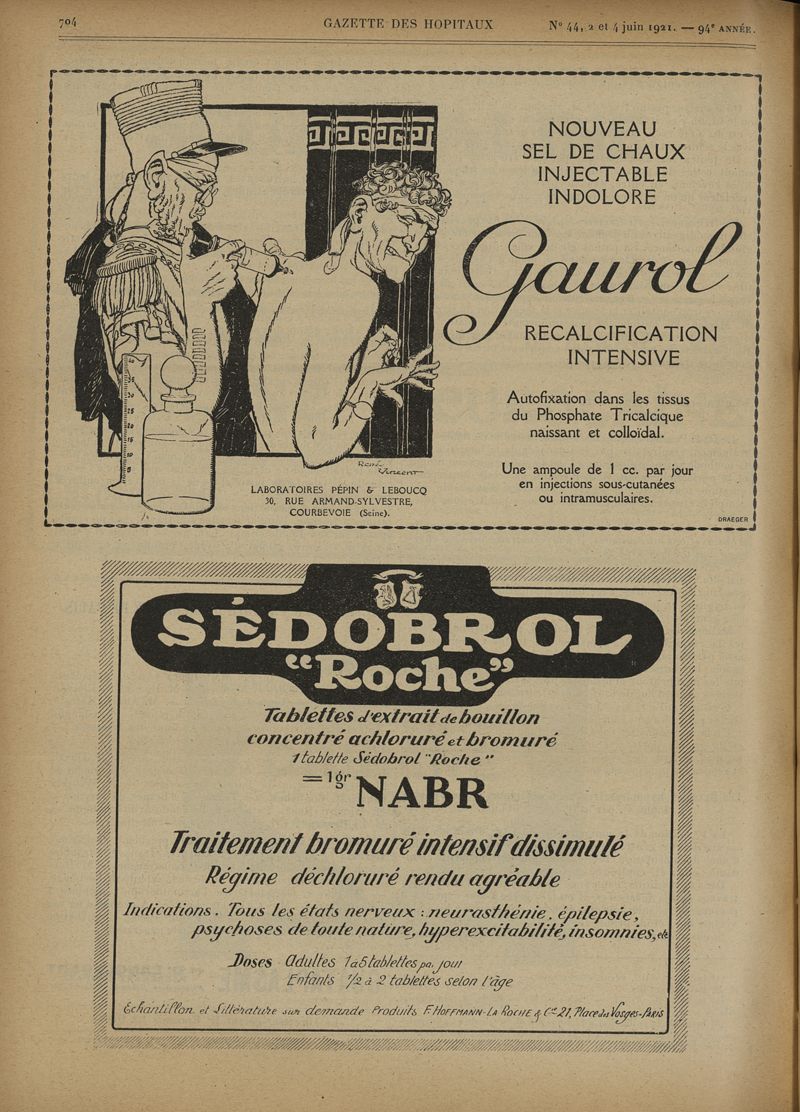 704
GAZETTE DES HOPITAUX
N° 44, 2 et 4 juin 1921. — 94e ANNÉE.
NOUVEAU
SEL DE CHAUX
INJECTABLE
INDOLORE
Gaurol
RECALCIFICATION
INTENSIVE
Autofixation dans les tissus
du Phosphate Tricalcique
naissant et colloïdal.
Une ampoule de 1 cc. par jour
en injections sous-cutanées
ou intramusculaires.
René
Vincent
LABORATOIRES PÉPIN & LEBOUCQ
30, RUE ARMAND-SYLVESTRE,
COURBEVOIE (Seine).
DRAEGER
SÉDOBROL
"Roche"
Tablettes d'extrait de bouillon
concentré achloruré et bromuré
1 tablette Sédobrol "Roche"
= 1gr NABR
Traitement bromuré intensif dissimulé
Régime déchloruré rendu agréable
Indications. Tous les états nerveux : neurasthénie, épilepsie,
psychoses de toute nature, hyperexcitabilité, insomnies, etc
Doses Adultes 1 à 5 tablettes pa. jour
Enfants 1/2 à 2 tablettes selon l'âge
Echantillon et Littérature sur demande Produits F. HOFFMANN-LA ROCHE & Cie 21, Place des Vosges-Paris